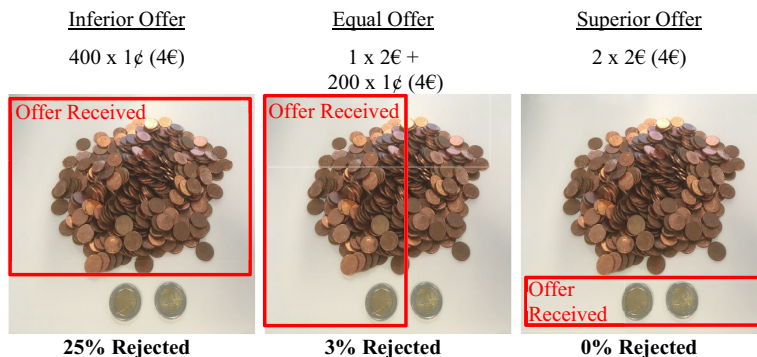 Inferior Offer
400 x 1¢ (4€)
Offer Received
25% Rejected
Equal Offer
1 x 2€ +
200 x 1¢ (4€)
Offer Received
3% Rejected
Superior Offer
2 x 2€ (4€)
Offer
Received
0% Rejected